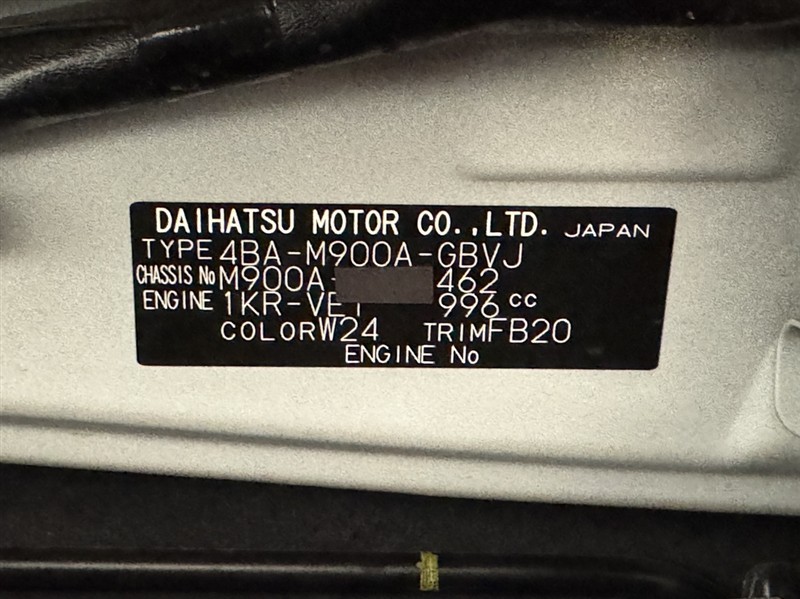 DAIHATSU MOTOR CO.,LTD. JAPAN
TYPE 4BA-M900A-GBVJ
CHASSIS No M900A- 462
ENGINE 1KR-VET 996 cc
COLOR W24 TRIM FB20
ENGINE No